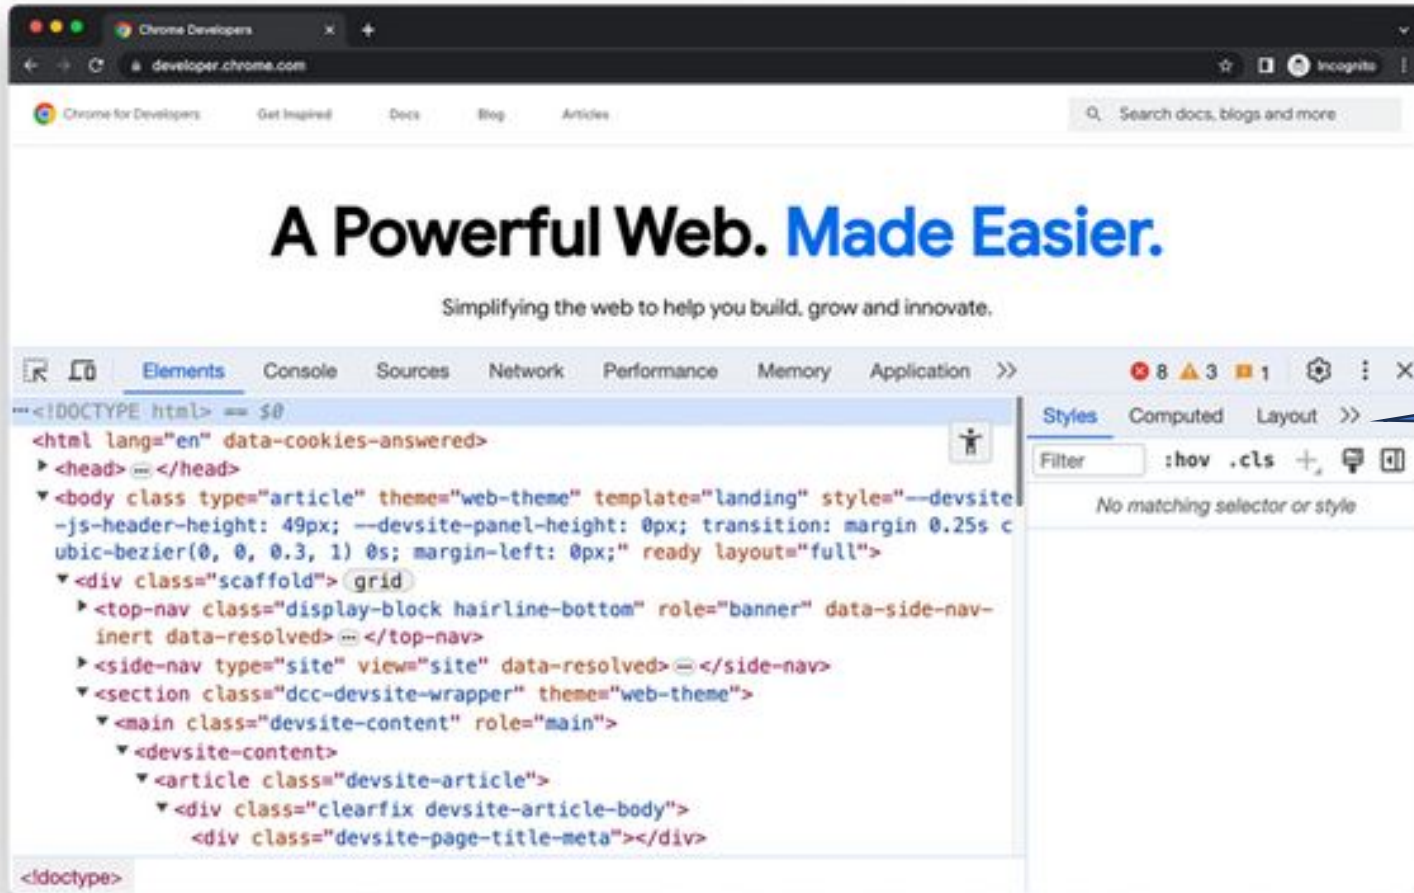 Chrome Developers
developer.chrome.com
Incognito
Chrome for Developers Get Inspired Docs Blog Articles
Search docs, blogs and more
A Powerful Web. Made Easier.
Simplifying the web to help you build, grow and innovate.
Elements Console Sources Network Performance Memory Application >> 8 3 1
Styles Computed Layout >>
Filter :hov .cls
No matching selector or style
…<!DOCTYPE html> == $0
<html lang="en" data-cookies-answered>
<head>…</head>
<body class type="article" theme="web-theme" template="landing" style="--devsite
-js-header-height: 49px; --devsite-panel-height: 0px; transition: margin 0.25s c
ubic-bezier(0, 0, 0.3, 1) 0s; margin-left: 0px;" ready layout="full">
<div class="scaffold"> grid
<top-nav class="display-block hairline-bottom" role="banner" data-side-nav-
inert data-resolved>…</top-nav>
<side-nav type="site" view="site" data-resolved>…</side-nav>
<section class="dcc-devsite-wrapper" theme="web-theme">
<main class="devsite-content" role="main">
<devsite-content>
<article class="devsite-article">
<div class="clearfix devsite-article-body">
<div class="devsite-page-title-meta"></div>
<!doctype>